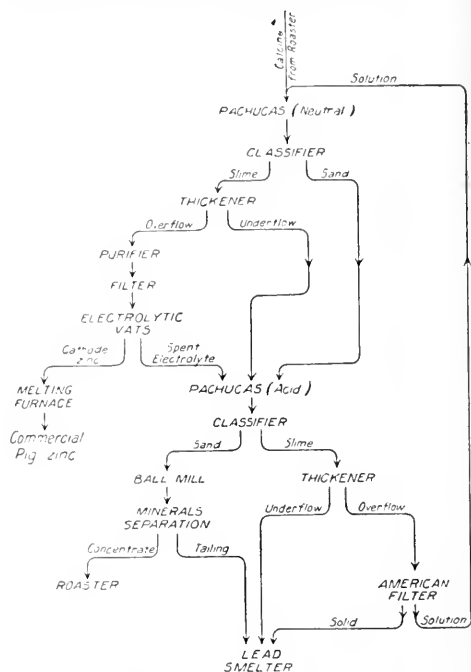 Calcine
from Roaster
Solution
PACHUCAS (Neutral)
CLASSIFIER
Slime
Sand
THICKENER
Overflow
Underflow
PURIFIER
FILTER
ELECTROLYTIC
VATS
Cathode
zinc
Spent
Electrolyte
MELTING
FURNACE
PACHUCAS (Acid)
Commercial
Pig zinc
CLASSIFIER
Sand
Slime
BALL MILL
THICKENER
MINERALS
SEPARATION
Underflow
Overflow
Concentrate
Tailing
ROASTER
AMERICAN
FILTER
Solid
Solution
LEAD
SMELTER